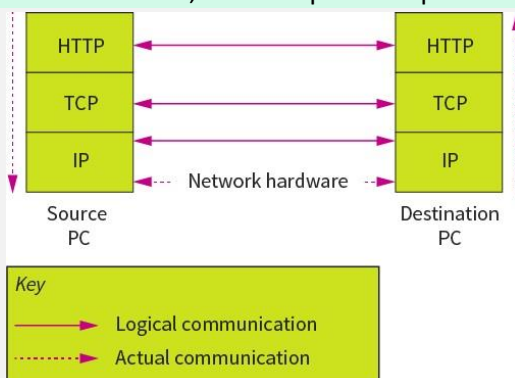 HTTP
HTTP
TCP
TCP
IP
IP
Network hardware
Source
PC
Destination
PC
Key
Logical communication
Actual communication